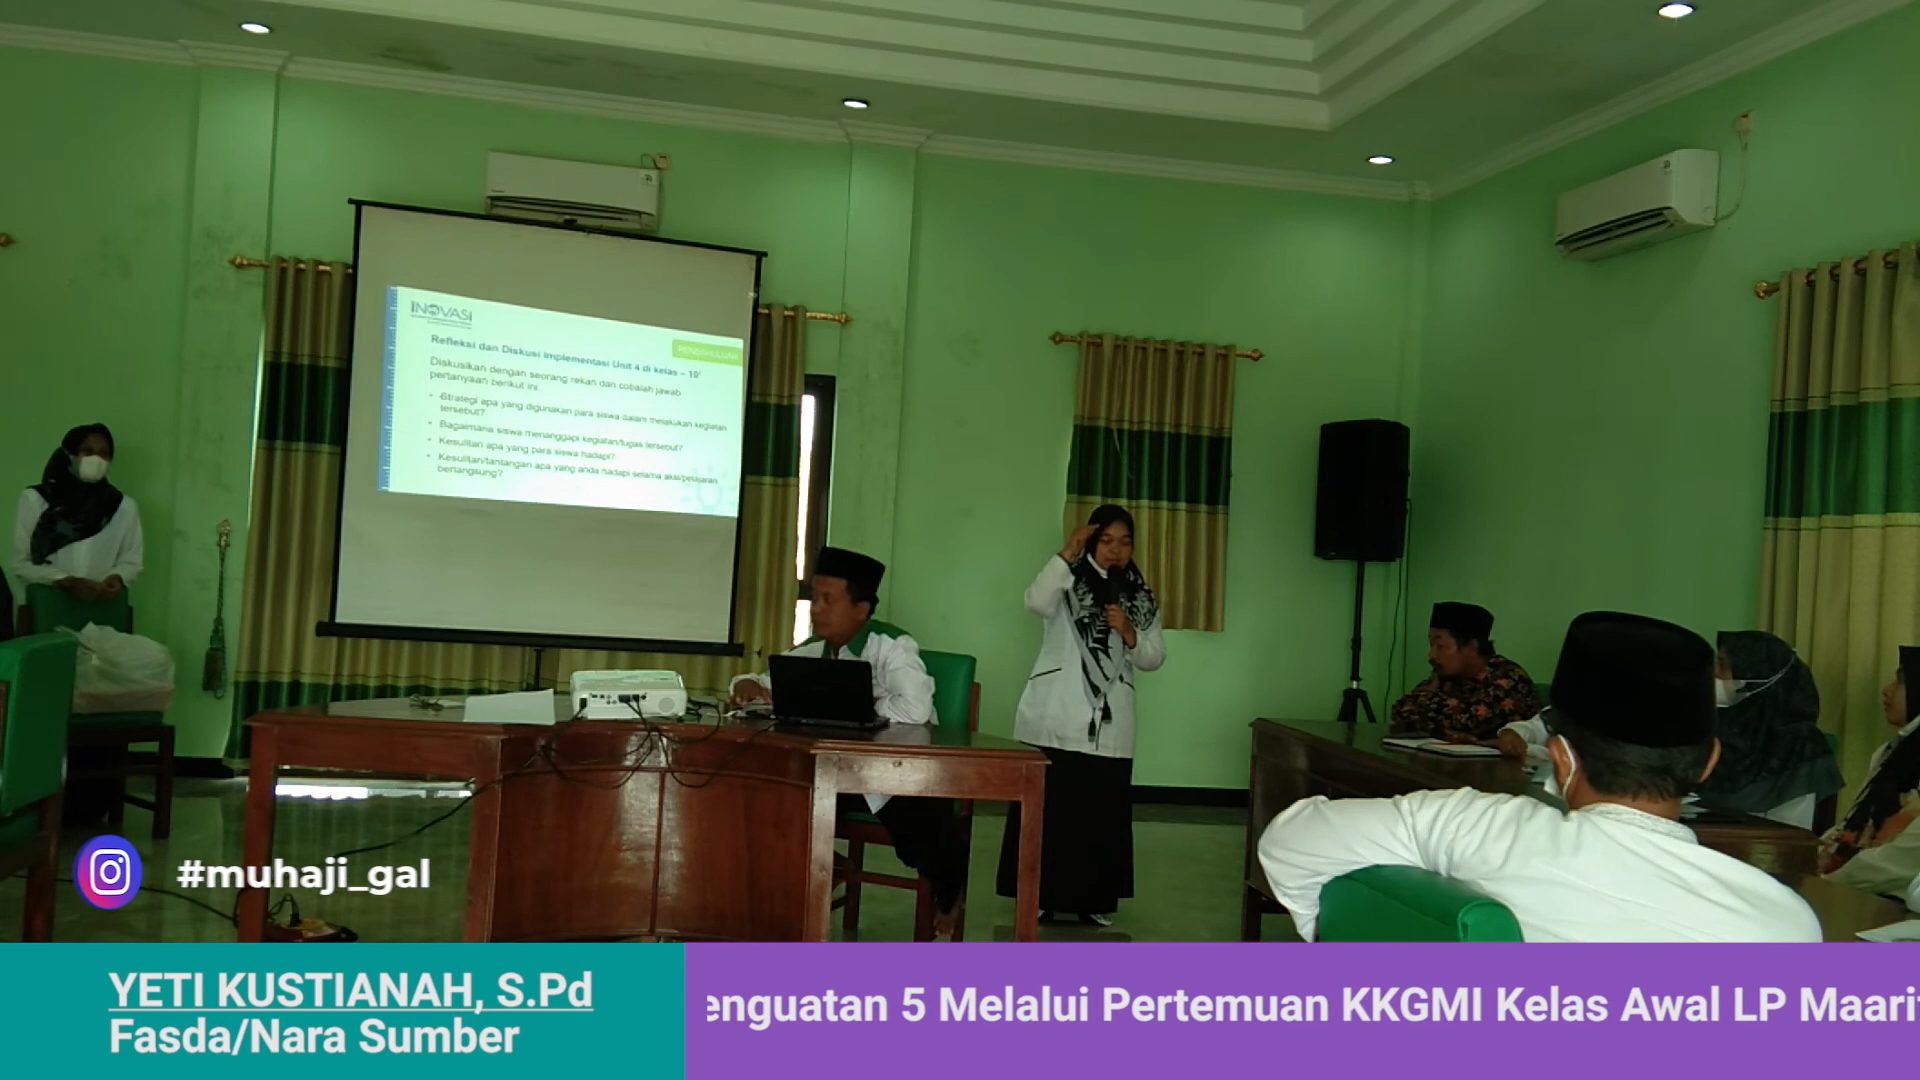 INOVASI
PENDAHULUAN
Refleksi dan Diskusi Implementasi Unit 4 di kelas – 10'
Diskusikan dengan seorang rekan dan cobalah jawab
pertanyaan berikut ini
• Strategi apa yang digunakan para siswa dalam melakukan kegiatan
tersebut?
• Bagaimana siswa menanggapi kegiatan/tugas tersebut?
• Kesulitan apa yang para siswa hadapi?
• Kesulitan/tantangan apa yang anda hadapi selama aksi/pelajaran
berlangsung?
#muhaji_gal
YETI KUSTIANAH, S.Pd
Fasda/Nara Sumber
enguatan 5 Melalui Pertemuan KKGMI Kelas Awal LP Maarif